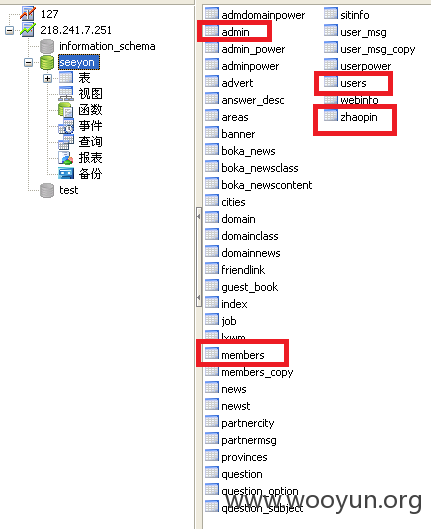 127
218.241.7.251
information_schema
seeyon
表
视图
函数
事件
查询
报表
备份
test
admdomainpower
admin
admin_power
adminpower
advert
answer_desc
areas
banner
boka_news
boka_newsclass
boka_newscontent
cities
domain
domainclass
domainnews
friendlink
guest_book
index
job
lxwm
members
members_copy
news
newst
partnercity
partnermsg
provinces
question
question_option
question_subject
sitinfo
user_msg
user_msg_copy
userpower
users
webinfo
zhaopin
www.wooyun.org